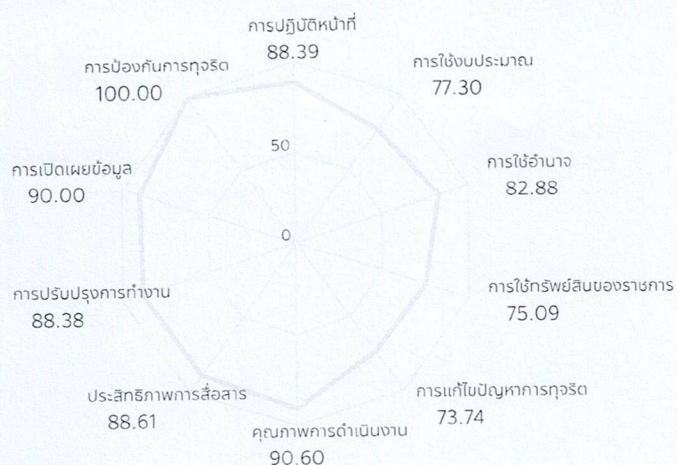 การปฏิบัติหน้าที่
88.39
การใช้งบประมาณ
77.30
การใช้อำนาจ
82.88
การใช้ทรัพย์สินของราชการ
75.09
การแก้ไขปัญหาการทุจริต
73.74
คุณภาพการดำเนินงาน
90.60
ประสิทธิภาพการสื่อสาร
88.61
การปรับปรุงการทำงาน
88.38
การเปิดเผยข้อมูล
90.00
การป้องกันการทุจริต
100.00
50
0